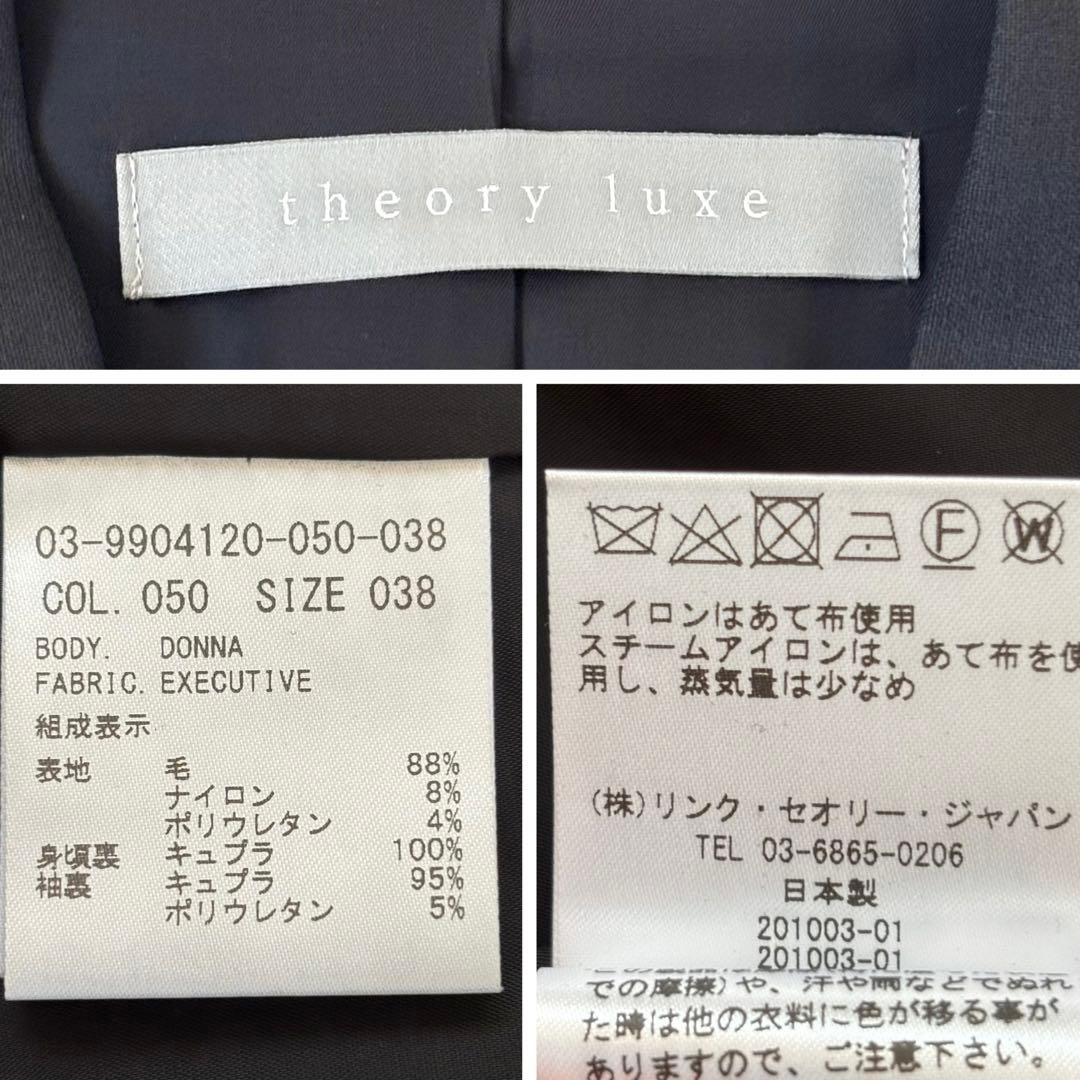 theory luxe
03-9904120-050-038
COL. 050 SIZE 038
BODY. DONNA
FABRIC. EXECUTIVE
組成表示
表地 毛 88%
ナイロン 8%
ポリウレタン 4%
身頃裏 キュプラ 100%
袖裏 キュプラ 95%
ポリウレタン 5%
F
W
アイロンはあて布使用
スチームアイロンは、あて布を使
用し、蒸気量は少なめ
(株)リンク・セオリー・ジャパン
TEL 03-6865-0206
日本製
201003-01
201003-01
での摩擦)や、汗や雨などでぬれ
た時は他の衣料に色が移る事が
ありますので、ご注意下さい。